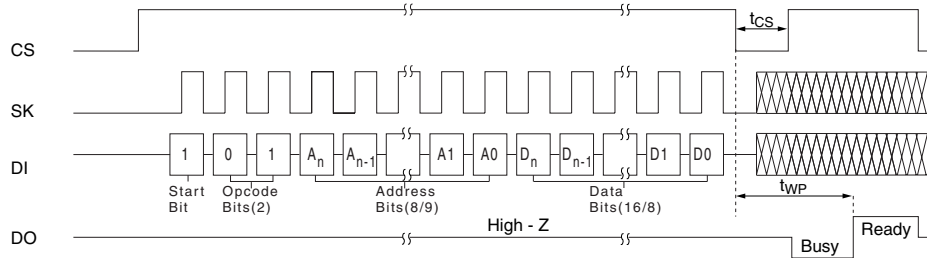 CS
tCS
SK
DI
1 0 1 An An-1 A1 A0 Dn Dn-1 D1 D0
Start Bit
Opcode Bits(2)
Address Bits(8/9)
Data Bits(16/8)
tWP
DO
High - Z
Busy
Ready